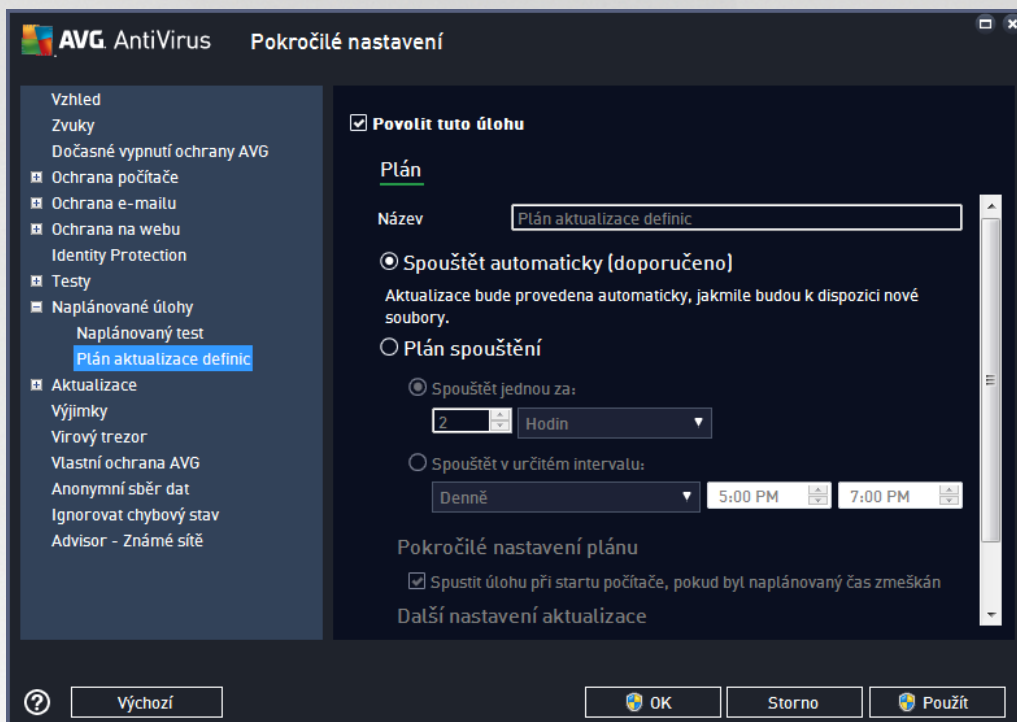 AVG AntiVirus Pokročilé nastavení
Vzhled
Zvuky
Dočasné vypnutí ochrany AVG
Ochrana počítače
Ochrana e-mailu
Ochrana na webu
Identity Protection
Testy
Naplánované úlohy
Naplánovaný test
Plán aktualizace definic
Aktualizace
Výjimky
Virový trezor
Vlastní ochrana AVG
Anonymní sběr dat
Ignorovat chybový stav
Advisor - Známé sítě
Povolit tuto úlohu
Plán
Název Plán aktualizace definic
Spouštět automaticky (doporučeno)
Aktualizace bude provedena automaticky, jakmile budou k dispozici nové
soubory.
Plán spouštění
Spouštět jednou za:
2 Hodin
Spouštět v určitém intervalu:
Denně 5:00 PM 7:00 PM
Pokročilé nastavení plánu
Spustit úlohu při startu počítače, pokud byl naplánovaný čas zmeškán
Další nastavení aktualizace
? Výchozí OK Storno Použít